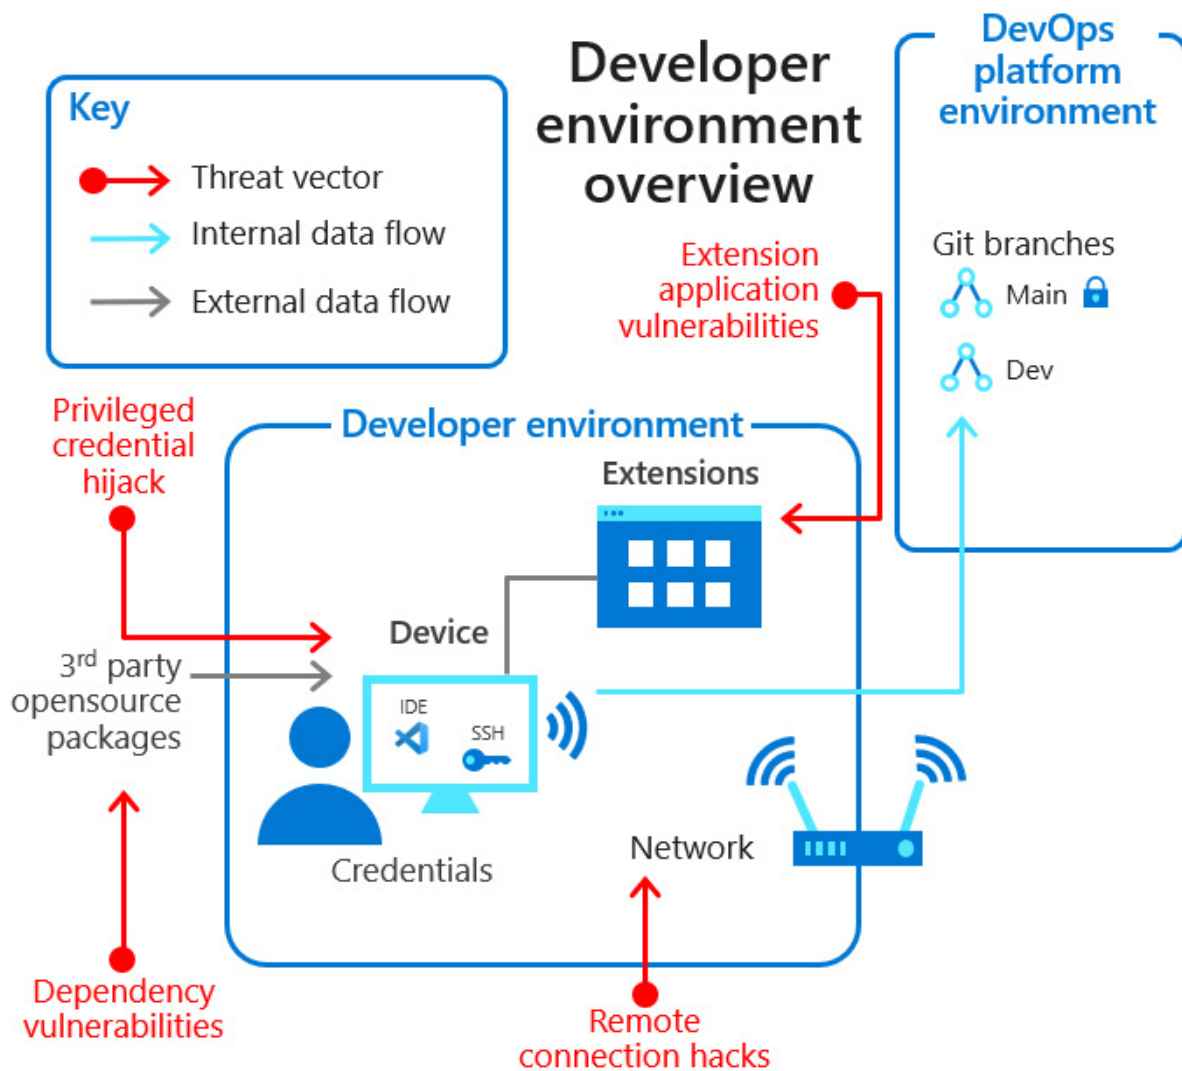 Developer
environment
overview
DevOps
platform
environment
Key
Threat vector
Internal data flow
External data flow
Git branches
Main
Dev
Extension
application
vulnerabilities
Privileged
credential
hijack
Developer environment
Extensions
Device
3rd party
opensource
packages
IDE
SSH
Network
Credentials
Dependency
vulnerabilities
Remote
connection hacks